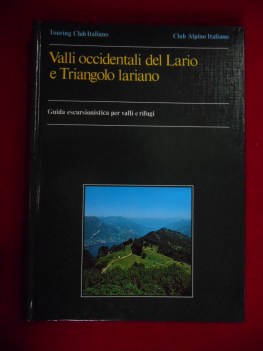 Touring Club Italiano Club Alpino Italiano
Valli occidentali del Lario
e Triangolo lariano
Guida escursionistica per valli e rifugi